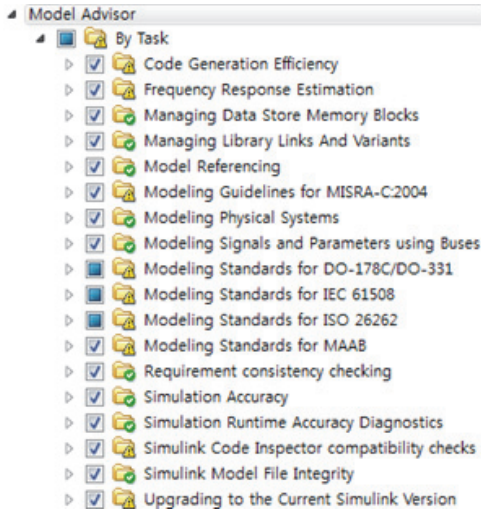 Model Advisor
By Task
Code Generation Efficiency
Frequency Response Estimation
Managing Data Store Memory Blocks
Managing Library Links And Variants
Model Referencing
Modeling Guidelines for MISRA-C:2004
Modeling Physical Systems
Modeling Signals and Parameters using Buses
Modeling Standards for DO-178C/DO-331
Modeling Standards for IEC 61508
Modeling Standards for ISO 26262
Modeling Standards for MAAB
Requirement consistency checking
Simulation Accuracy
Simulation Runtime Accuracy Diagnostics
Simulink Code Inspector compatibility checks
Simulink Model File Integrity
Upgrading to the Current Simulink Version